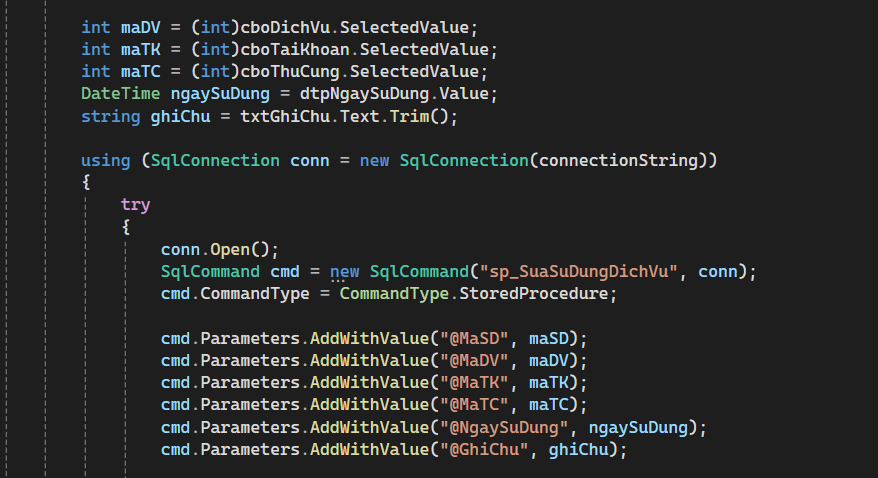 int maDV = (int)cboDichVu.SelectedValue;
int maTK = (int)cboTaiKhoan.SelectedValue;
int maTC = (int)cboThuCung.SelectedValue;
DateTime ngaySuDung = dtpNgaySuDung.Value;
string ghiChu = txtGhiChu.Text.Trim();
using (SqlConnection conn = new SqlConnection(connectionString))
{
try
{
conn.Open();
SqlCommand cmd = new SqlCommand("sp_SuaSuDungDichVu", conn);
cmd.CommandType = CommandType.StoredProcedure;
cmd.Parameters.AddWithValue("@MaSD", maSD);
cmd.Parameters.AddWithValue("@MaDV", maDV);
cmd.Parameters.AddWithValue("@MaTK", maTK);
cmd.Parameters.AddWithValue("@MaTC", maTC);
cmd.Parameters.AddWithValue("@NgaySuDung", ngaySuDung);
cmd.Parameters.AddWithValue("@GhiChu", ghiChu);